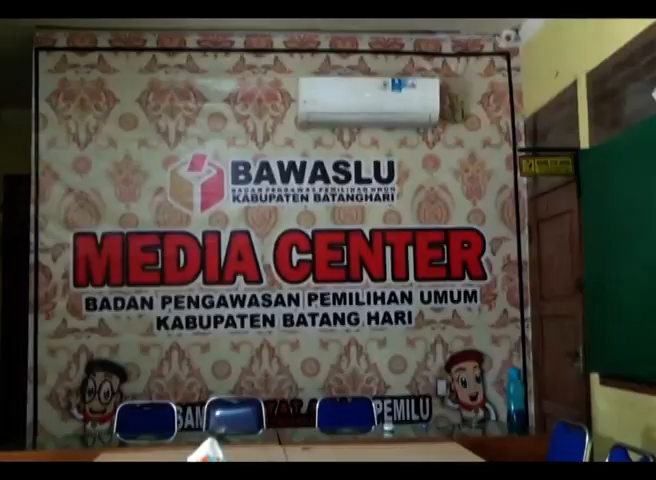 BAWASLU
BADAN PENGAWAS PEMILIHAN UMUM
KABUPATEN BATANGHARI
MEDIA CENTER
BADAN PENGAWASAN PEMILIHAN UMUM
KABUPATEN BATANG HARI
PEMILU